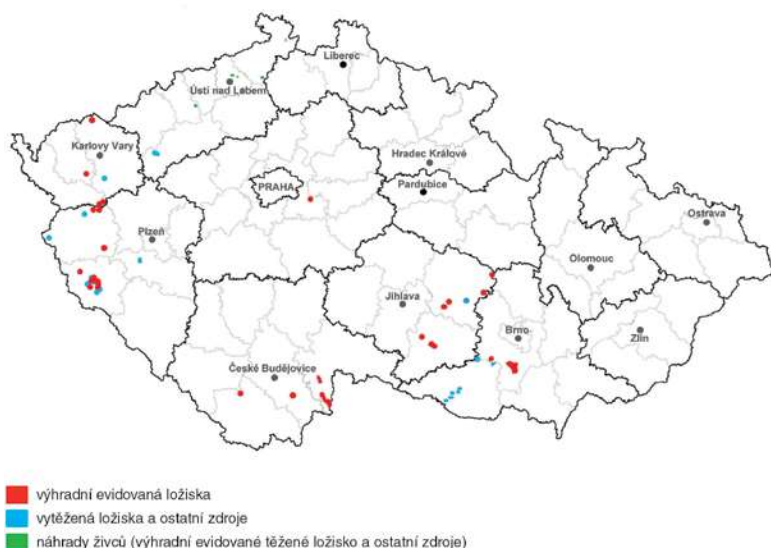 Liberec
Ústí nad Labem
Karlovy Vary
Hradec Králové
PRAHA
Pardubice
Ostrava
Plzeň
Olomouc
Jihlava
Brno
Zlín
České Budějovice
výhradní evidovaná ložiska
vytěžená ložiska a ostatní zdroje
náhrady živců (výhradní evidované těžené ložisko a ostatní zdroje)